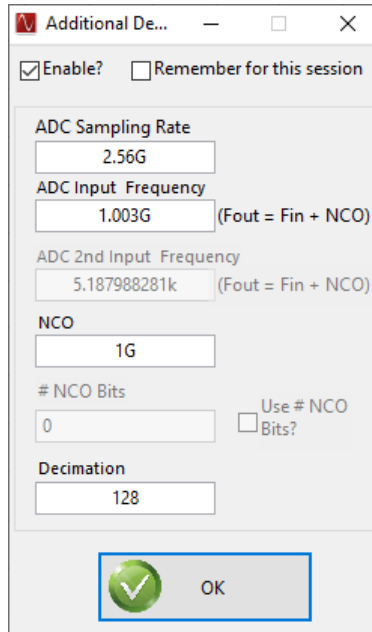 Additional De...
Enable? Remember for this session
ADC Sampling Rate
2.56G
ADC Input Frequency
1.003G (Fout = Fin + NCO)
ADC 2nd Input Frequency
5.187988281k (Fout = Fin + NCO)
NCO
1G
# NCO Bits
0
Use # NCO
Bits?
Decimation
128
OK